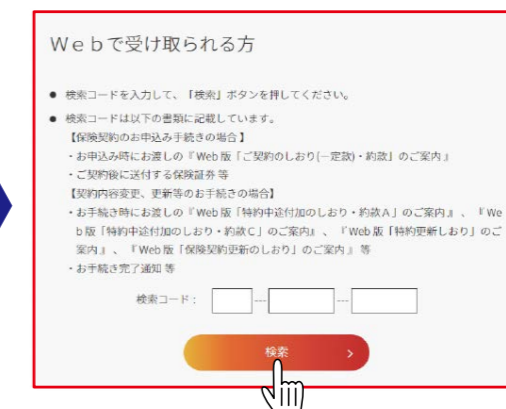 Ｗｅｂで受け取られる方
● 検索コードを入力して、「検索」ボタンを押してください。
● 検索コードは以下の書類に記載しています。
【保険契約のお申込み手続きの場合】
・お申込み時にお渡しの『Web版「ご契約のしおり(ー定款)・約款」のご案内』
・ご契約後に送付する保険証券 等
【契約内容変更、更新等のお手続きの場合】
・お手続き時にお渡しの『Web版「特約中途付加のしおり・約款Ａ」のご案内』、『We
b版「特約中途付加のしおり・約款Ｃ」のご案内』、『Web版「特約更新しおり」のご
案内』、『Web版「保険契約更新のしおり」のご案内』等
・お手続き完了通知 等
検索コード： --- ---
検索 >